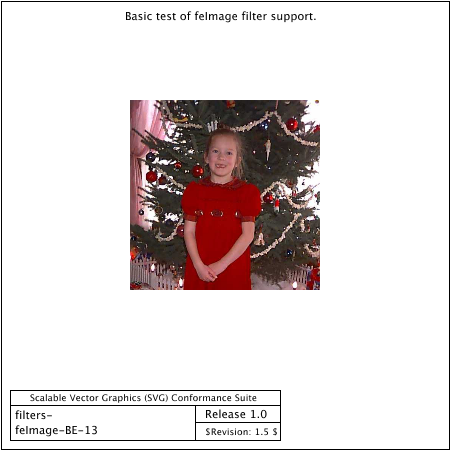 Basic test of feImage filter support.
Scalable Vector Graphics (SVG) Conformance Suite
filters-
feImage-BE-13
Release 1.0
$Revision: 1.5 $